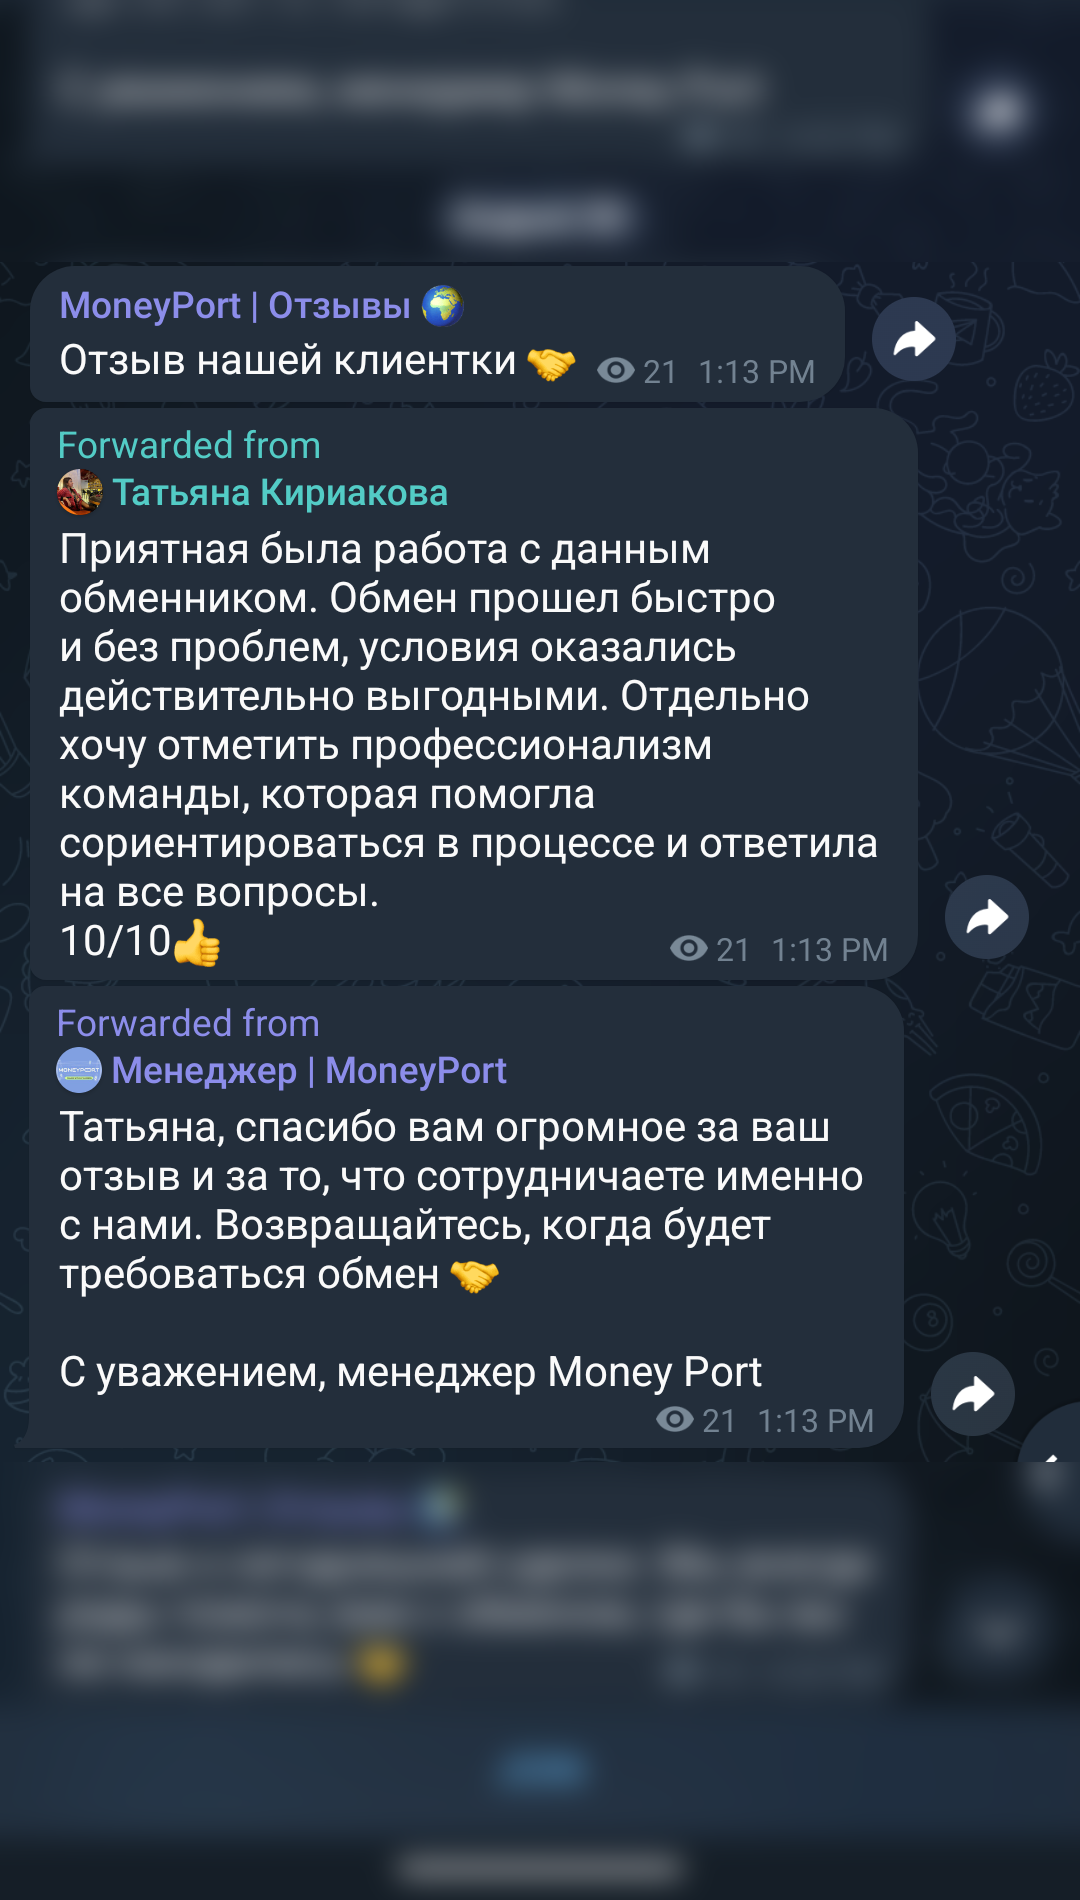 MoneyPort | Отзывы 🌍
Отзыв нашей клиентки 🤝 21 1:13 PM
Forwarded from
Татьяна Кириакова
Приятная была работа с данным
обменником. Обмен прошел быстро
и без проблем, условия оказались
действительно выгодными. Отдельно
хочу отметить профессионализм
команды, которая помогла
сориентироваться в процессе и ответила
на все вопросы.
10/10👍 21 1:13 PM
Forwarded from
Менеджер | MoneyPort
Татьяна, спасибо вам огромное за ваш
отзыв и за то, что сотрудничаете именно
с нами. Возвращайтесь, когда будет
требоваться обмен 🤝
С уважением, менеджер Money Port
21 1:13 PM